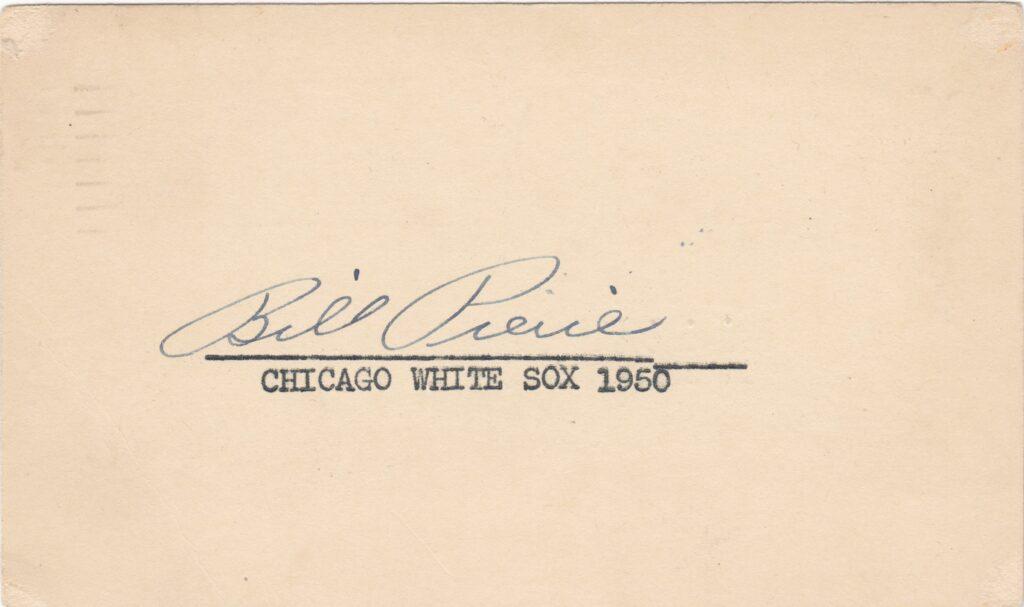 Bill Pierce
CHICAGO WHITE SOX 1950